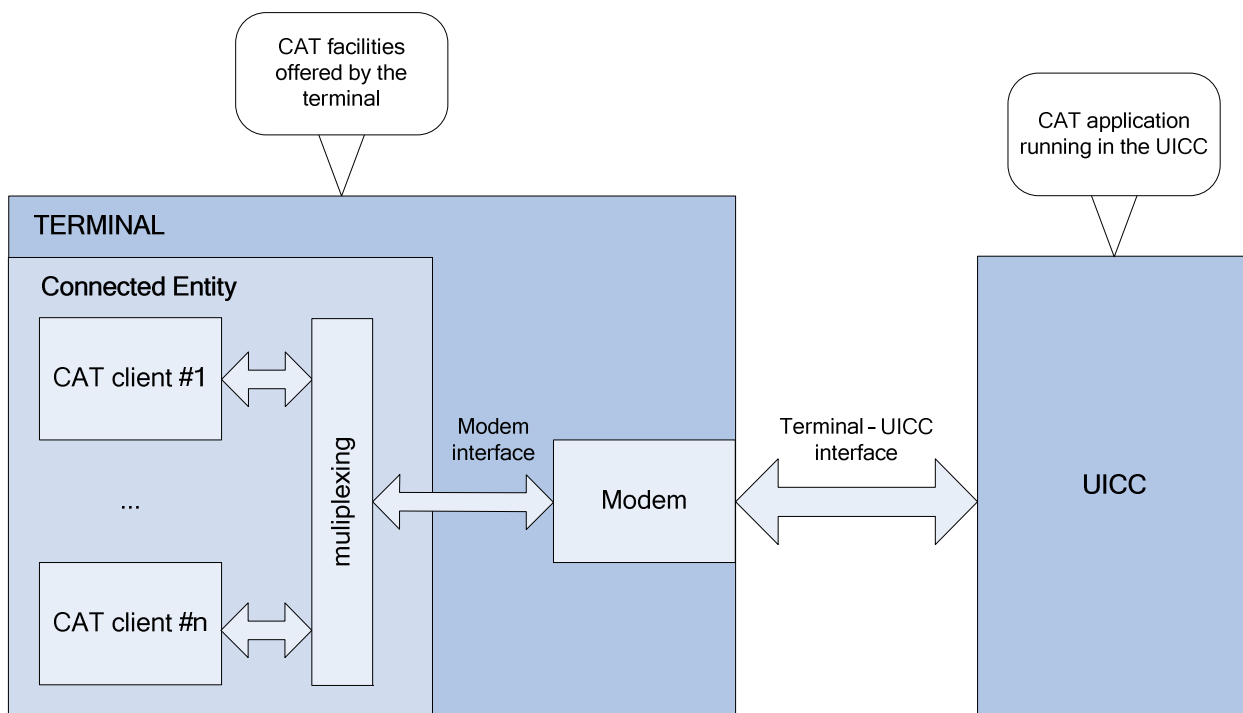 CAT facilities
offered by the
terminal
CAT application
running in the UICC
TERMINAL
Connected Entity
CAT client #1
...
CAT client #n
muliplexing
Modem
interface
Modem
Terminal - UICC
interface
UICC